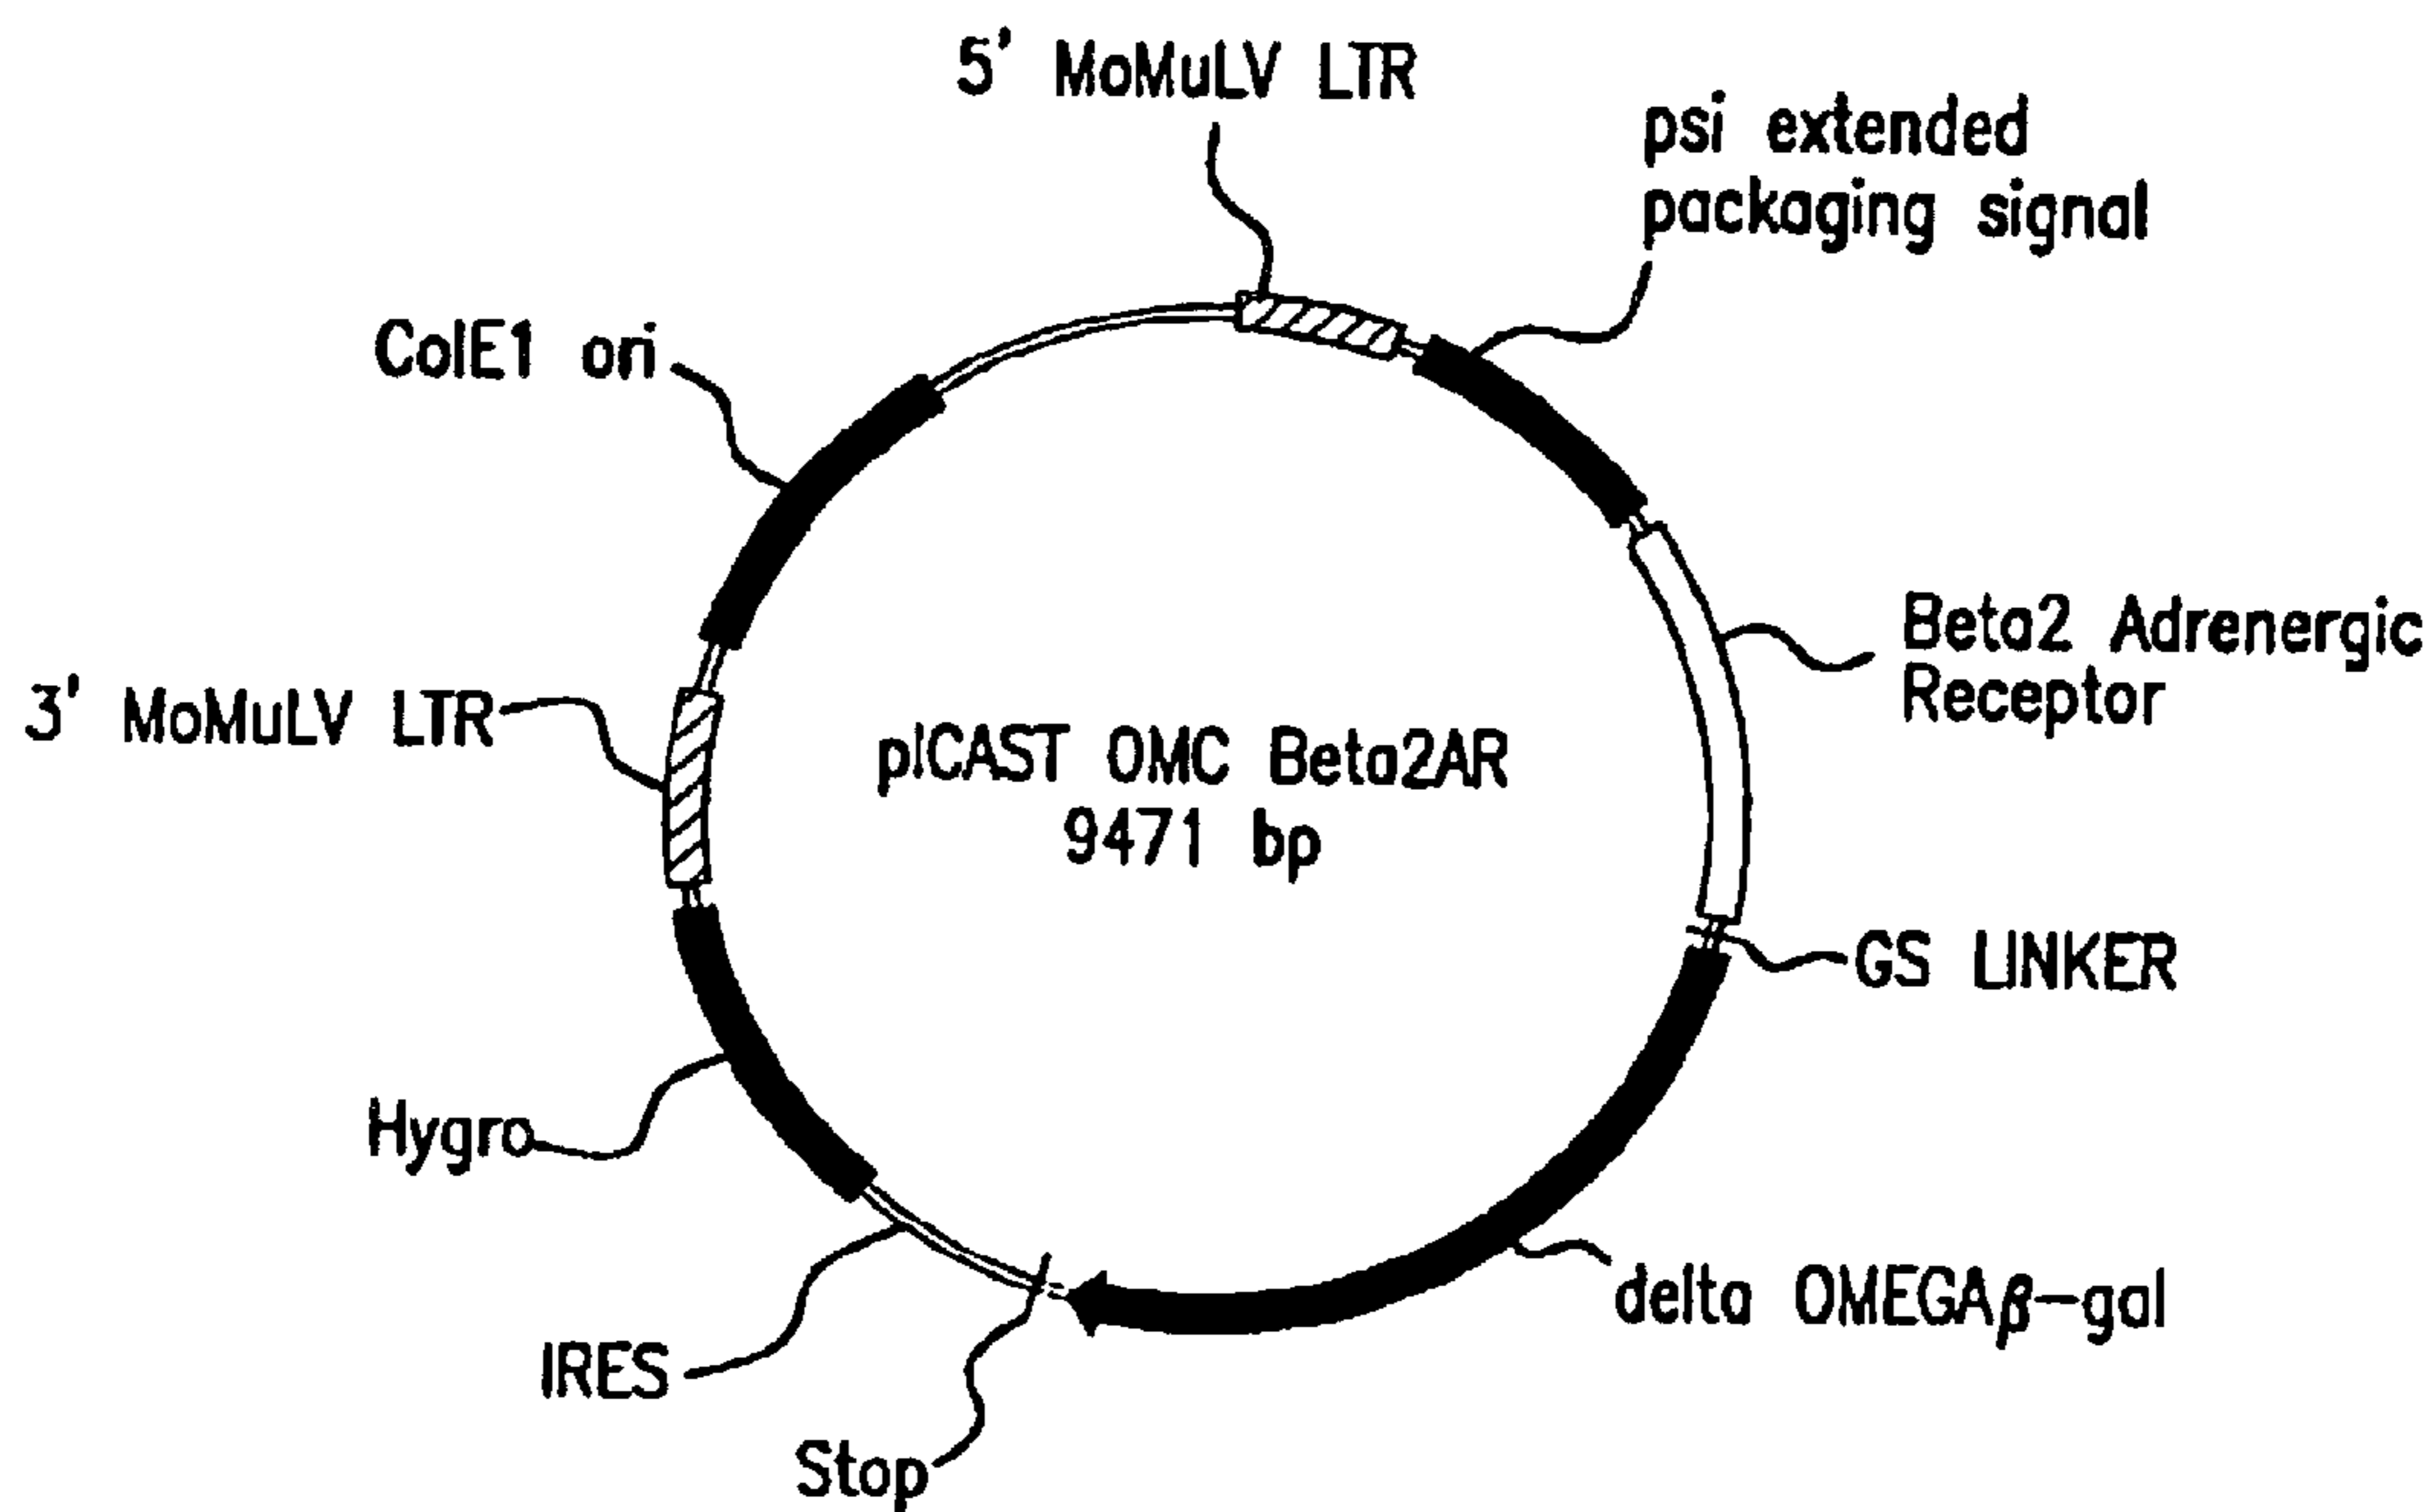 5' MoMuLV LTR
psi extended
packaging signal
ColE1 ori
Beta2 Adrenergic
Receptor
3' MoMuLV LTR
pICAST OMC Beta2AR
9471 bp
GS LINKER
Hygro
delta OMEGAβ-gal
IRES
Stop